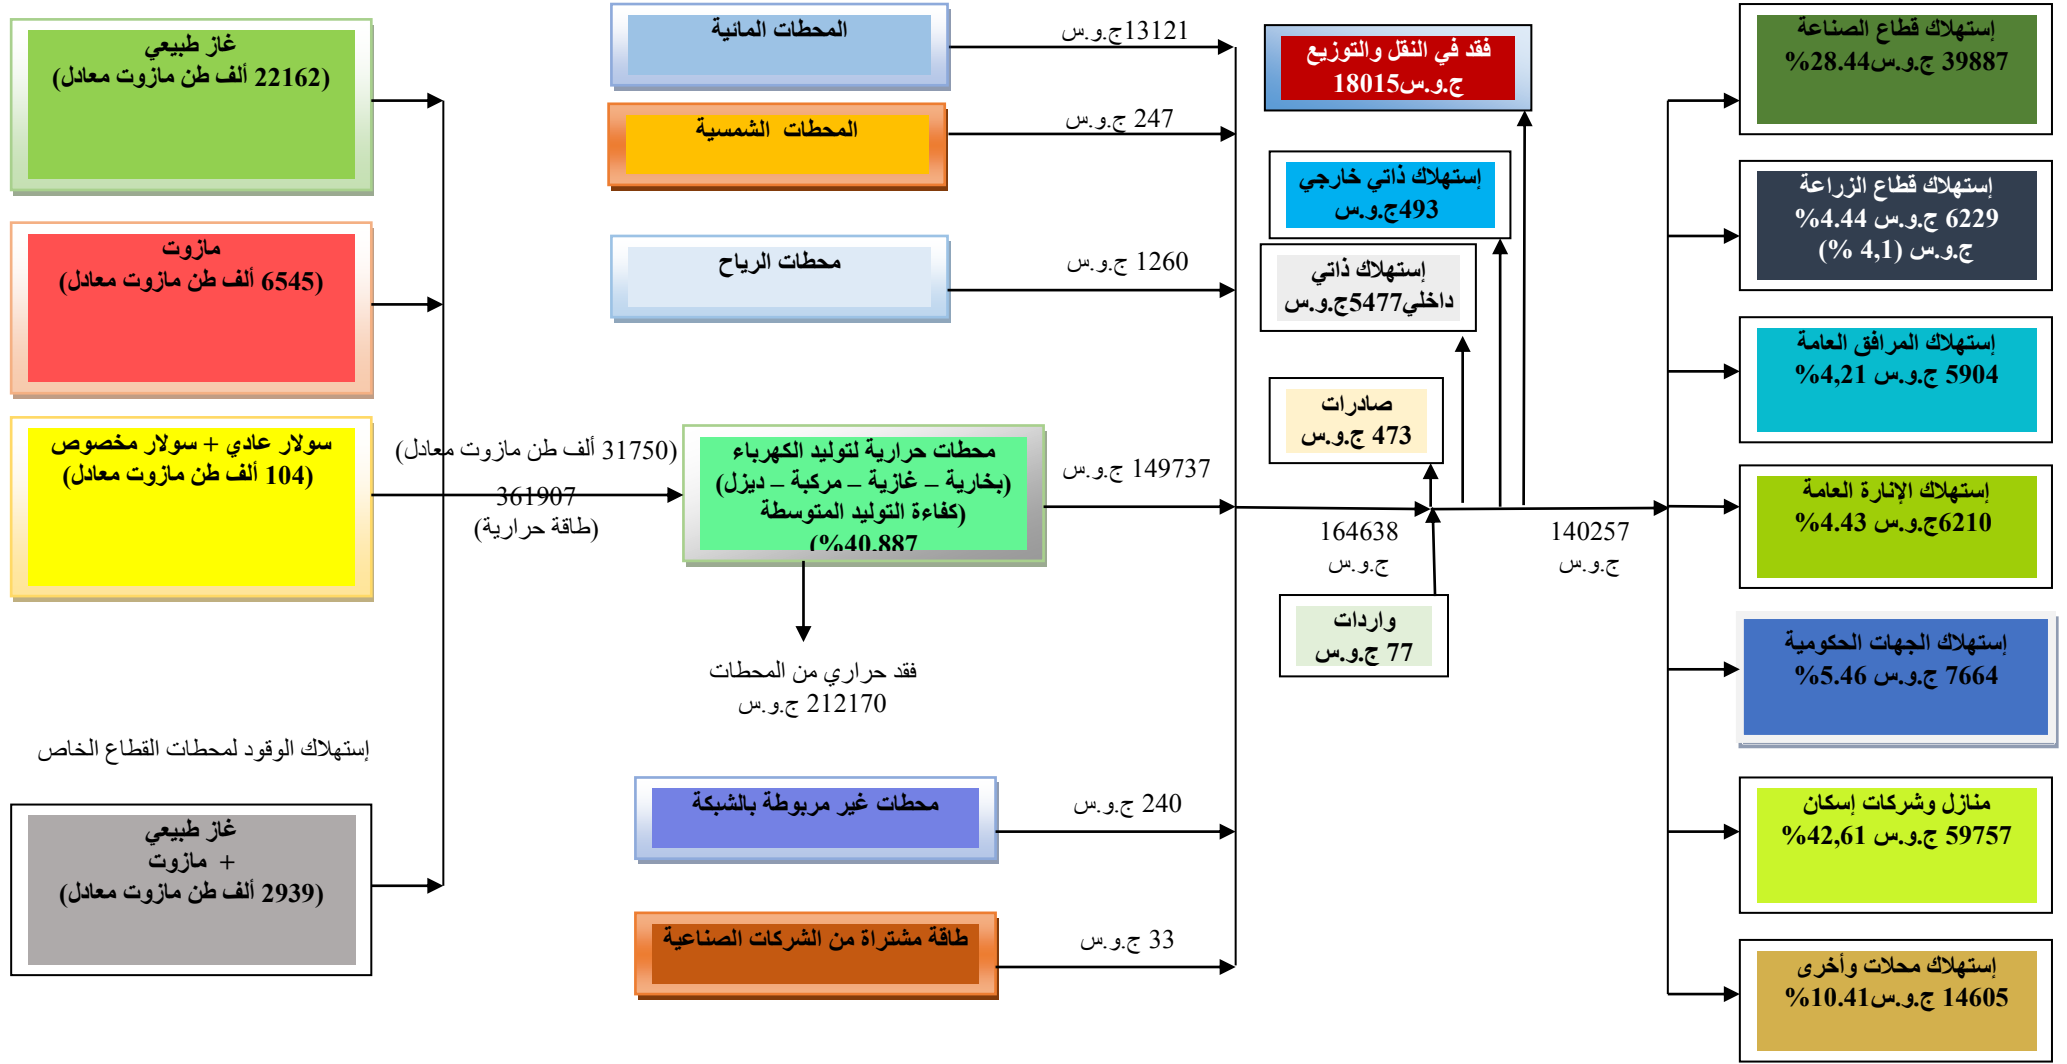 غاز طبيعي
(22162 ألف طن مازوت معادل)
مازوت
(6545 ألف طن مازوت معادل)
سولار عادي + سولار مخصوص
(104 ألف طن مازوت معادل)
إستهلاك الوقود لمحطات القطاع الخاص
غاز طبيعي
+ مازوت
(2939 ألف طن مازوت معادل)
(31750 ألف طن مازوت معادل)
361907
(طاقة حرارية)
المحطات المائية
13121ج.و.س
المحطات الشمسية
247 ج.و.س
محطات الرياح
1260 ج.و.س
محطات حرارية لتوليد الكهرباء
(بخارية – غازية – مركبة – ديزل)
(كفاءة التوليد المتوسطة
40.887%)
149737 ج.و.س
فقد حراري من المحطات
212170 ج.و.س
محطات غير مربوطة بالشبكة
240 ج.و.س
طاقة مشتراة من الشركات الصناعية
33 ج.و.س
فقد في النقل والتوزيع
18015ج.و.س
إستهلاك ذاتي خارجي
493ج.و.س
إستهلاك ذاتي
داخلي5477ج.و.س
صادرات
473 ج.و.س
164638
ج.و.س
140257
ج.و.س
واردات
77 ج.و.س
إستهلاك قطاع الصناعة
39887 ج.و.س28.44%
إستهلاك قطاع الزراعة
6229 ج.و.س 4.44%
ج.و.س (4,1 %)
إستهلاك المرافق العامة
5904 ج.و.س 4,21%
إستهلاك الإنارة العامة
6210ج.و.س 4.43%
إستهلاك الجهات الحكومية
7664 ج.و.س 5.46%
منازل وشركات إسكان
59757 ج.و.س 42,61%
إستهلاك محلات وأخرى
14605 ج.و.س10.41%